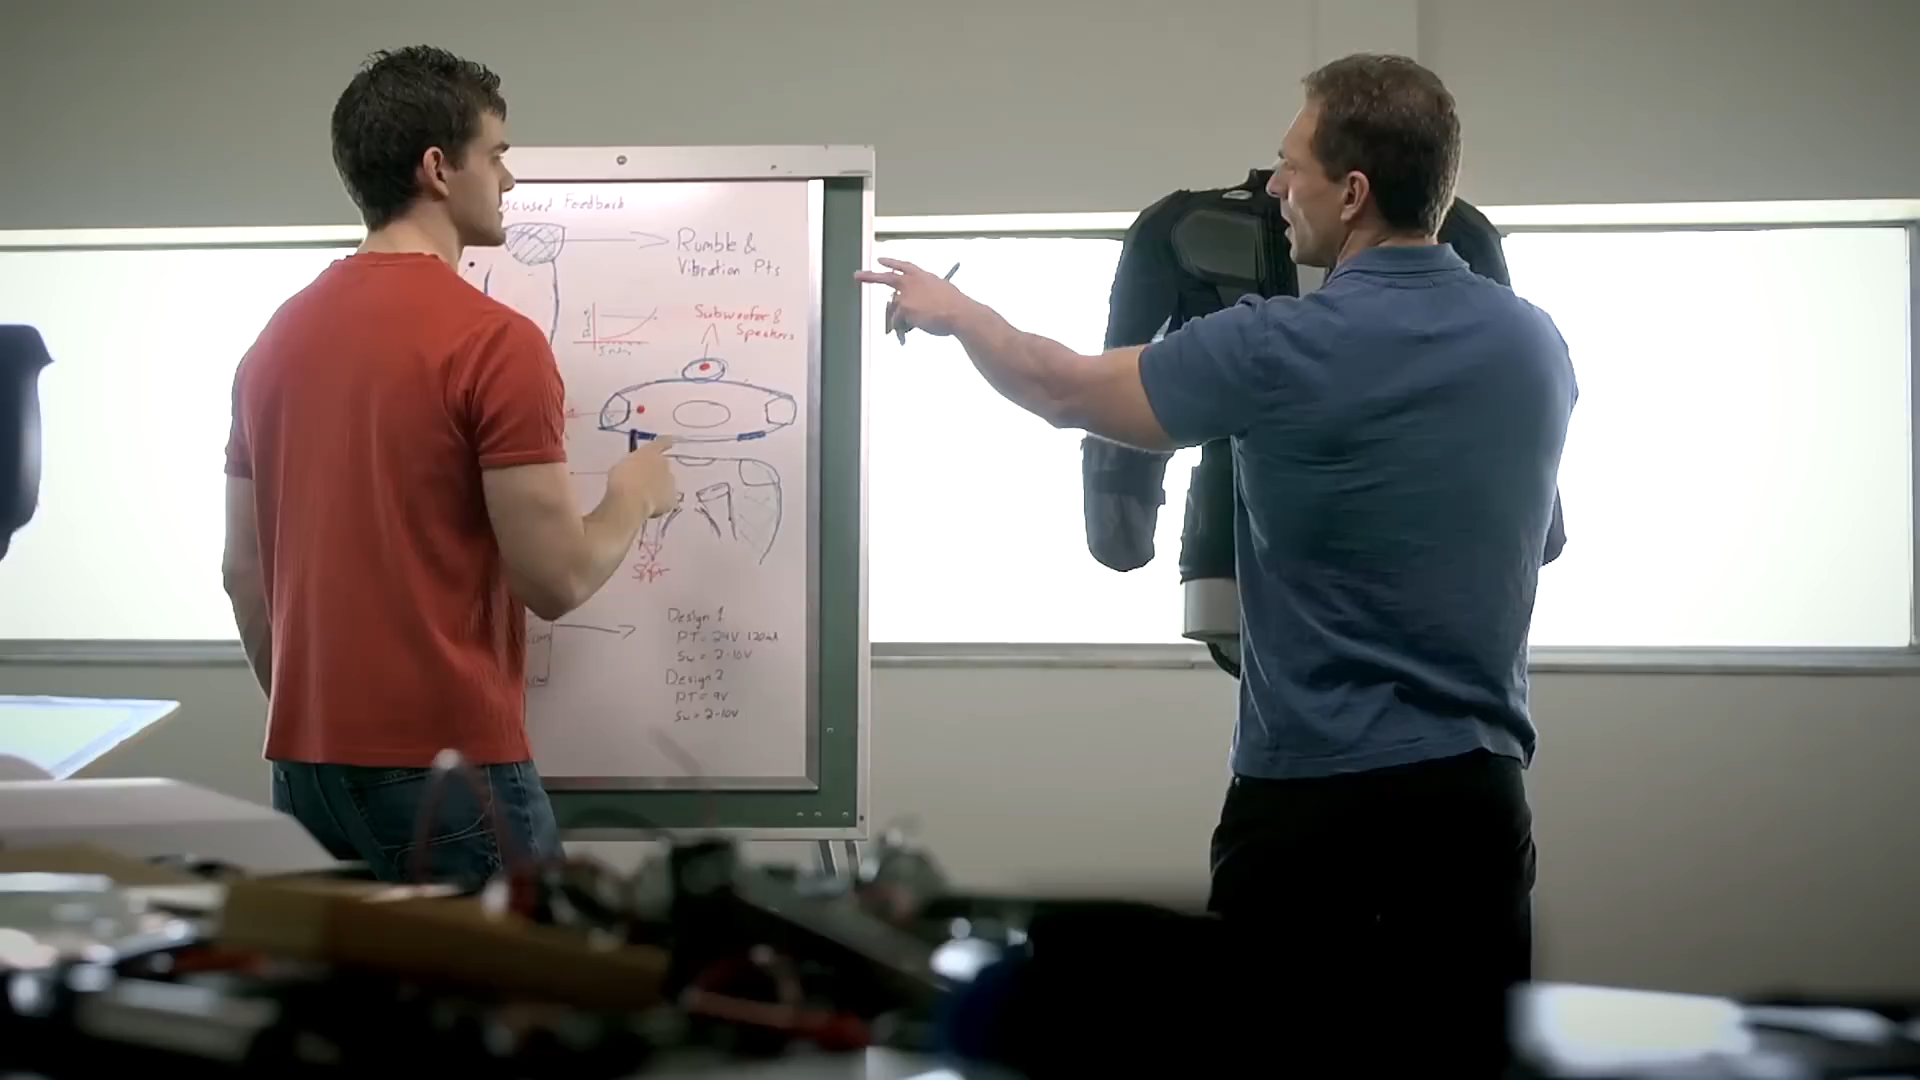 Feedback
Rumble &
Vibration Pts
Subwoofer &
Speakers
Design 1
PT = 24V 120mA
Sw = 2-10V
Design 2
PT = 9V
Sw = 2-10V